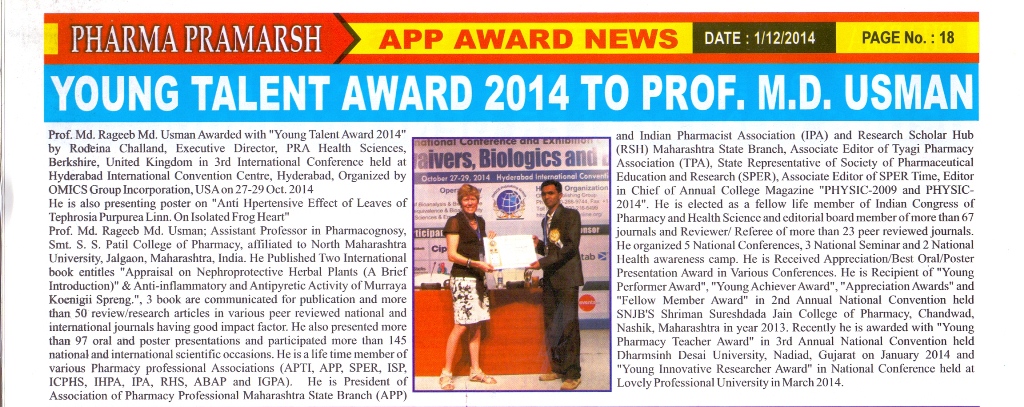 PHARMA PRAMARSH
APP AWARD NEWS
DATE : 1/12/2014
PAGE No. : 18
YOUNG TALENT AWARD 2014 TO PROF. M.D. USMAN
Prof. Md. Rageeb Md. Usman Awarded with "Young Talent Award 2014"
by Rodeina Challand, Executive Director, PRA Health Sciences,
Berkshire, United Kingdom in 3rd International Conference held at
Hyderabad International Convention Centre, Hyderabad, Organized by
OMICS Group Incorporation, USA on 27-29 Oct. 2014
He is also presenting poster on "Anti Hpertensive Effect of Leaves of
Tephrosia Purpurea Linn. On Isolated Frog Heart"
Prof. Md. Rageeb Md. Usman; Assistant Professor in Pharmacognosy,
Smt. S. S. Patil College of Pharmacy, affiliated to North Maharashtra
University, Jalgaon, Maharashtra, India. He Published Two International
book entitles "Appraisal on Nephroprotective Herbal Plants (A Brief
Introduction)" & Anti-inflammatory and Antipyretic Activity of Murraya
Koenigii Spreng.", 3 book are communicated for publication and more
than 50 review/research articles in various peer reviewed national and
international journals having good impact factor. He also presented more
than 97 oral and poster presentations and participated more than 145
national and international scientific occasions. He is a life time member of
various Pharmacy professional Associations (APTI, APP, SPER, ISP,
ICPHS, IHPA, IPA, RHS, ABAP and IGPA). He is President of
Association of Pharmacy Professional Maharashtra State Branch (APP)
national Conference and Exhibition
aivers, Biologics and
October 27-29, 2014 Hyderabad International Conventi
Organization
and Indian Pharmacist Association (IPA) and Research Scholar Hub
(RSH) Maharashtra State Branch, Associate Editor of Tyagi Pharmacy
Association (TPA), State Representative of Society of Pharmaceutical
Education and Research (SPER), Associate Editor of SPER Time, Editor
in Chief of Annual College Magazine "PHYSIC-2009 and PHYSIC-
2014". He is elected as a fellow life member of Indian Congress of
Pharmacy and Health Science and editorial board member of more than 67
journals and Reviewer/ Referee of more than 23 peer reviewed journals.
He organized 5 National Conferences, 3 National Seminar and 2 National
Health awareness camp. He is Received Appreciation/Best Oral/Poster
Presentation Award in Various Conferences. He is Recipient of "Young
Performer Award", "Young Achiever Award", "Appreciation Awards" and
"Fellow Member Award" in 2nd Annual National Convention held
SNJB'S Shriman Sureshdada Jain College of Pharmacy, Chandwad,
Nashik, Maharashtra in year 2013. Recently he is awarded with "Young
Pharmacy Teacher Award" in 3rd Annual National Convention held
Dharmsinh Desai University, Nadiad, Gujarat on January 2014 and
"Young Innovative Researcher Award" in National Conference held at
Lovely Professional University in March 2014.